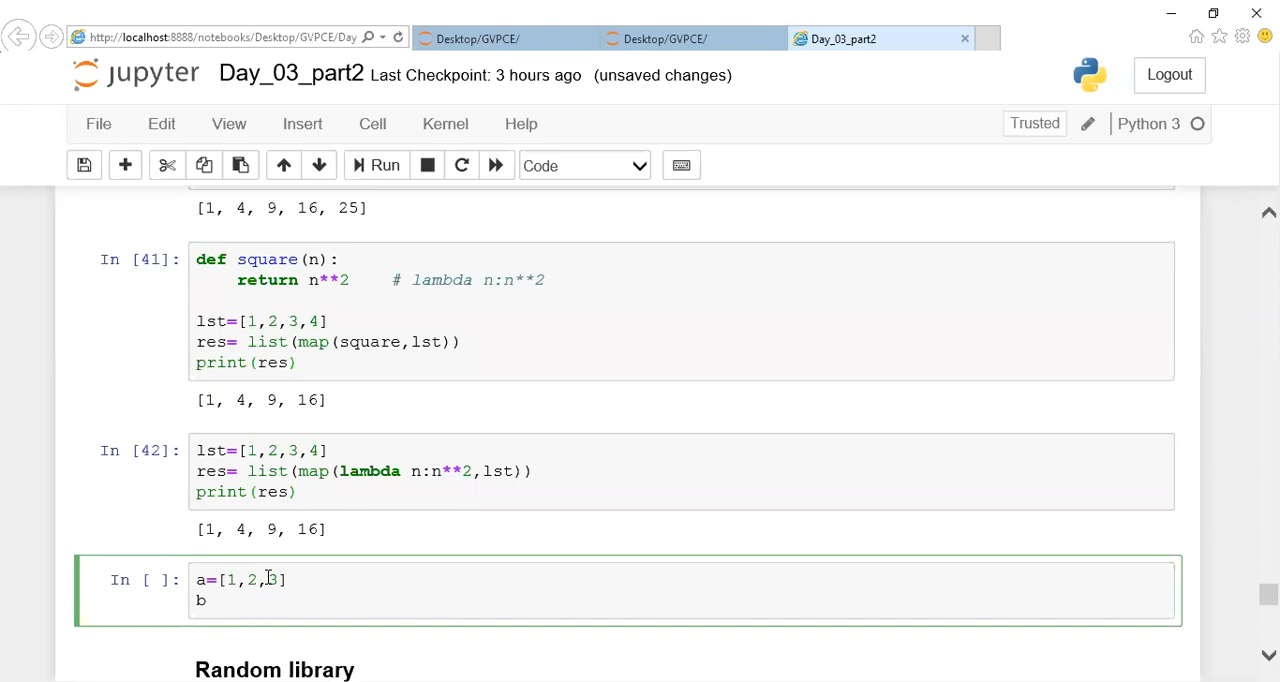 http://localhost:8888/notebooks/Desktop/GVPCE/Day
Desktop/GVPCE/
Desktop/GVPCE/
Day_03_part2
jupyter Day_03_part2 Last Checkpoint: 3 hours ago (unsaved changes)
Logout
File Edit View Insert Cell Kernel Help
Trusted Python 3
Run Code
[1, 4, 9, 16, 25]
In [41]: def square(n):
return n**2 # lambda n:n**2
lst=[1,2,3,4]
res= list(map(square,lst))
print(res)
[1, 4, 9, 16]
In [42]: lst=[1,2,3,4]
res= list(map(lambda n:n**2,lst))
print(res)
[1, 4, 9, 16]
In [ ]: a=[1,2,3]
b
Random library